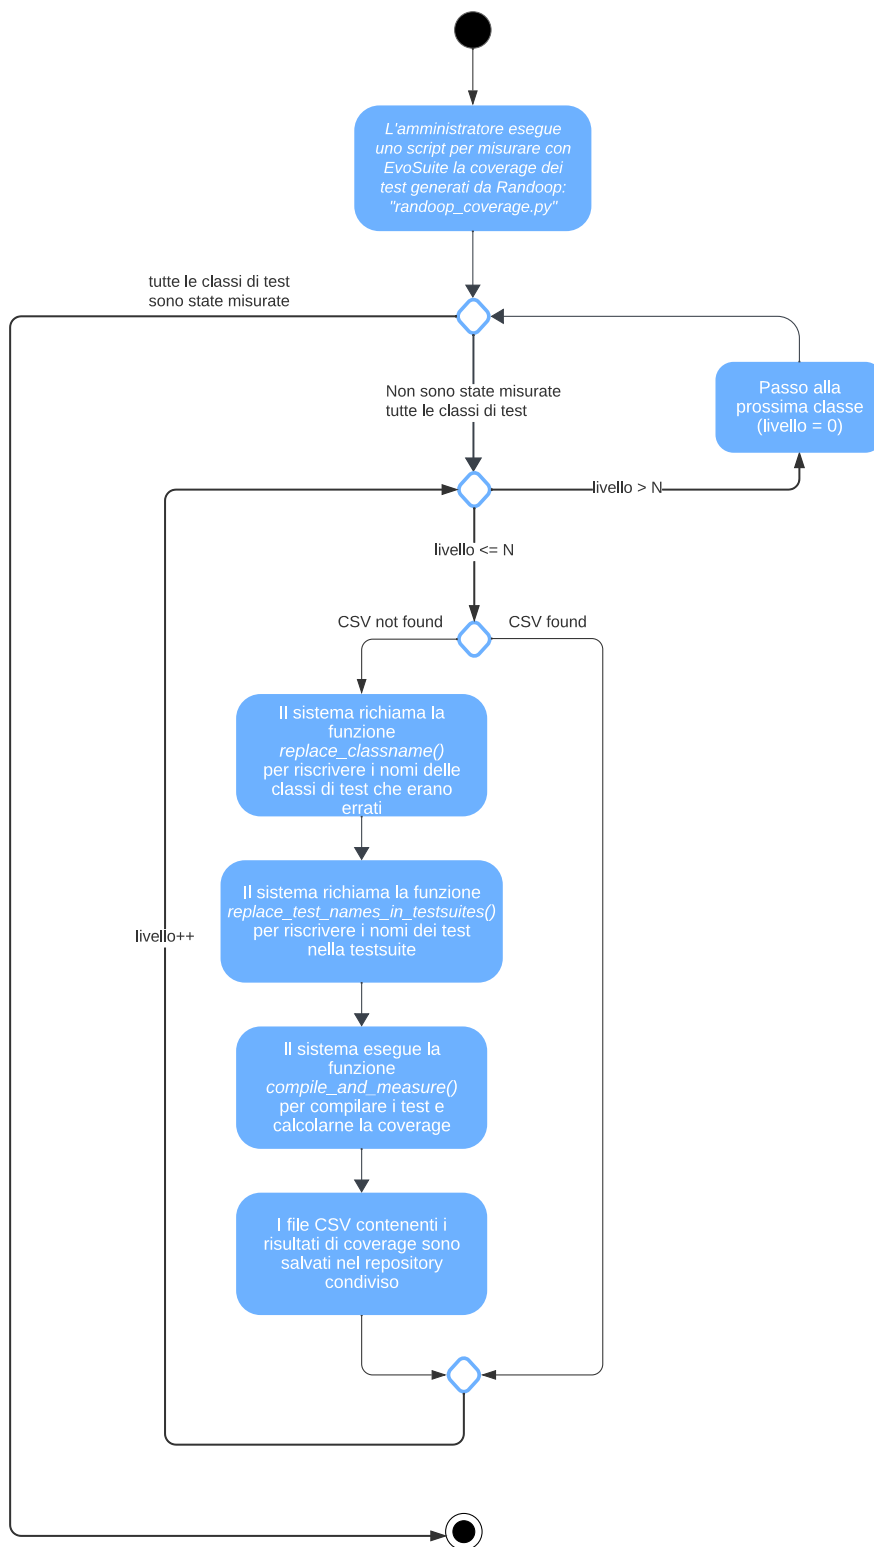 L'amministratore esegue
uno script per misurare con
EvoSuite la coverage dei
test generati da Randoop:
"randoop_coverage.py"
tutte le classi di test
sono state misurate
Non sono state misurate
tutte le classi di test
Passo alla
prossima classe
(livello = 0)
livello > N
livello <= N
CSV not found
CSV found
Il sistema richiama la
funzione
replace_classname()
per riscrivere i nomi delle
classi di test che erano
errati
Il sistema richiama la funzione
replace_test_names_in_testsuites()
per riscrivere i nomi dei test
nella testsuite
livello++
Il sistema esegue la
funzione
compile_and_measure()
per compilare i test e
calcolarne la coverage
I file CSV contenenti i
risultati di coverage sono
salvati nel repository
condiviso